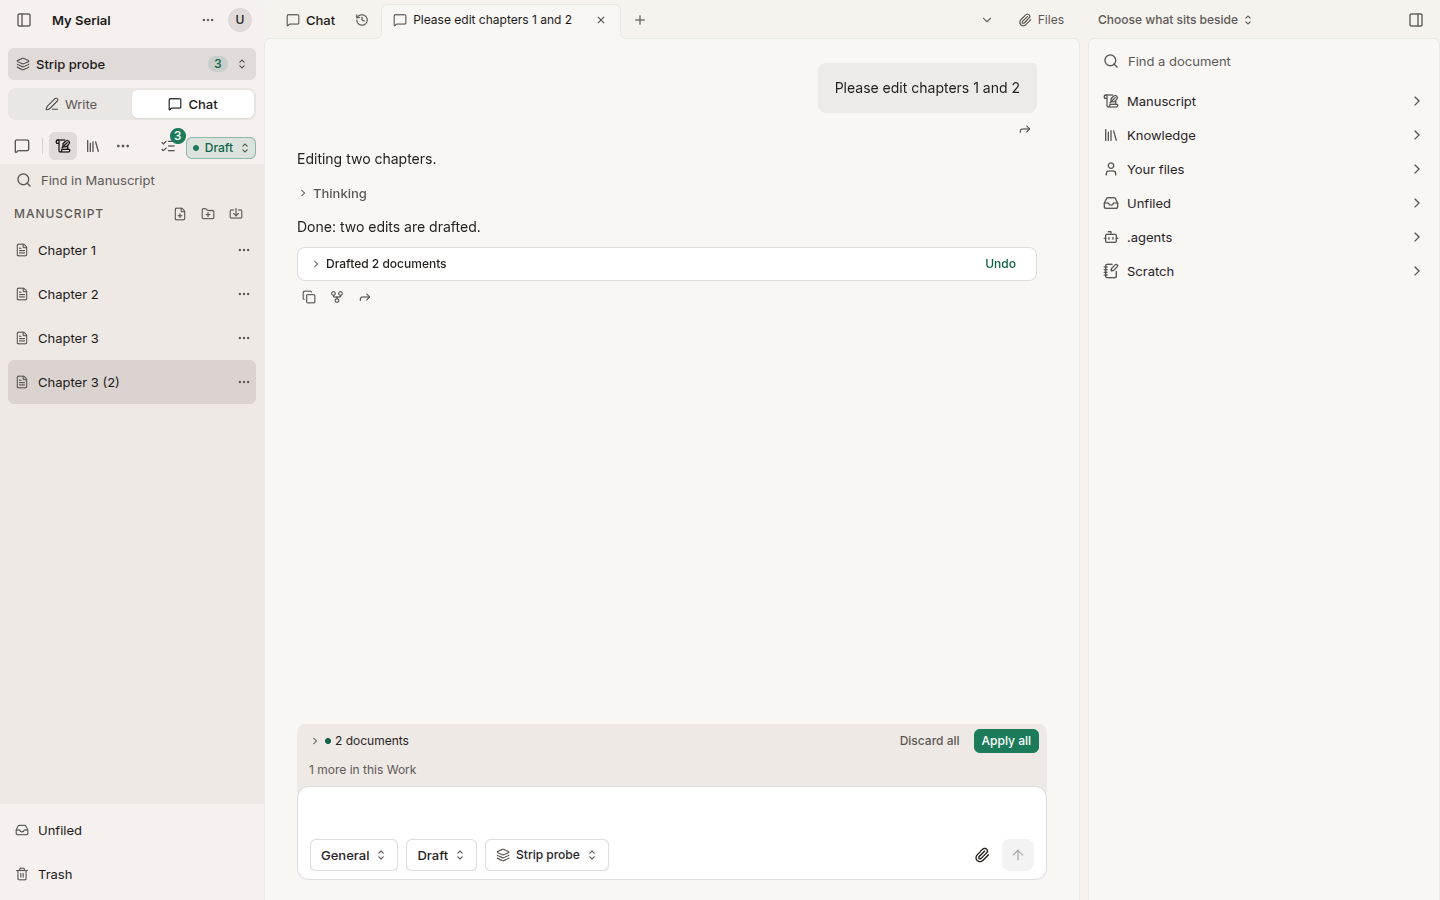 My Serial
U
Strip probe
3
Write
Chat
3
Draft
Find in Manuscript
MANUSCRIPT
Chapter 1
Chapter 2
Chapter 3
Chapter 3 (2)
Unfiled
Trash
Chat
Please edit chapters 1 and 2
Files
Please edit chapters 1 and 2
Editing two chapters.
Thinking
Done: two edits are drafted.
Drafted 2 documents
Undo
2 documents
Discard all
Apply all
1 more in this Work
General
Draft
Strip probe
Choose what sits beside
Find a document
Manuscript
Knowledge
Your files
Unfiled
.agents
Scratch